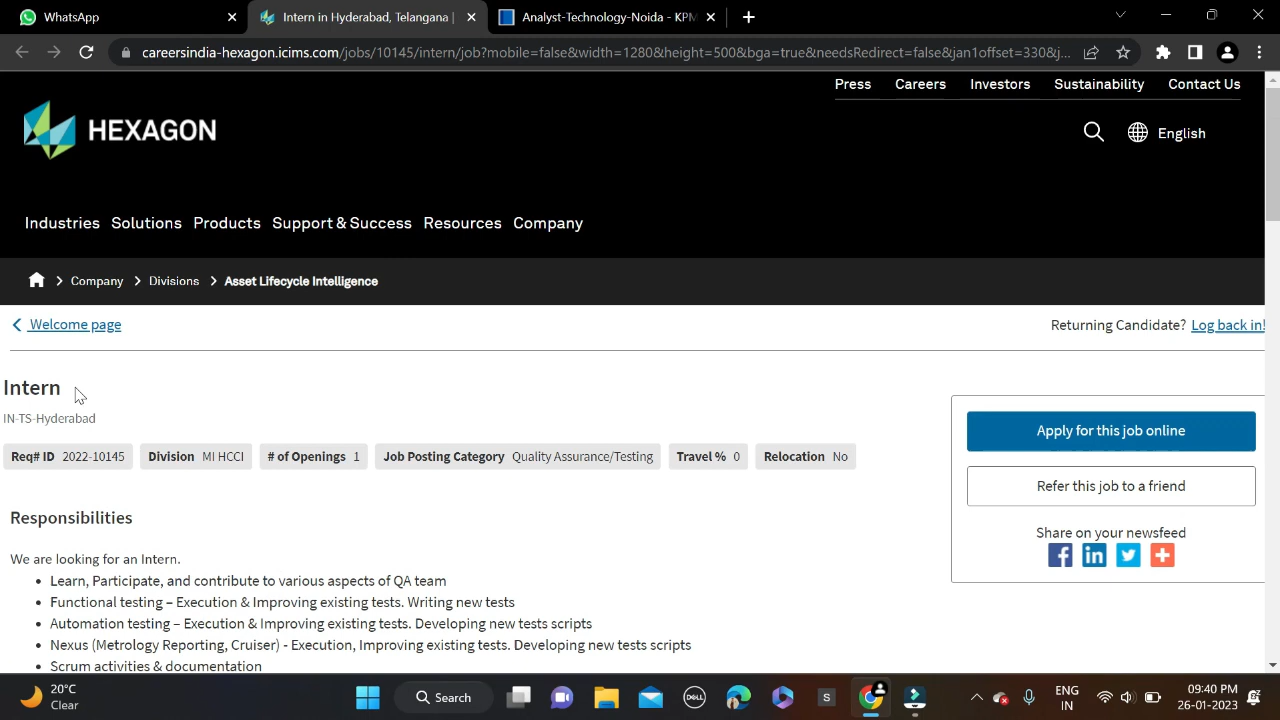 WhatsApp
Intern in Hyderabad, Telangana |
Analyst-Technology-Noida - KPM
careersindia-hexagon.icims.com/jobs/10145/intern/job?mobile=false&width=1280&height=500&bga=true&needsRedirect=false&jan1offset=330&j...
Press Careers Investors Sustainability Contact Us
HEXAGON
English
Industries Solutions Products Support & Success Resources Company
Company > Divisions > Asset Lifecycle Intelligence
Welcome page
Returning Candidate? Log back in!
Intern
IN-TS-Hyderabad
Apply for this job online
Req# ID 2022-10145 Division MI HCCI # of Openings 1 Job Posting Category Quality Assurance/Testing Travel % 0 Relocation No
Refer this job to a friend
Responsibilities
Share on your newsfeed
We are looking for an Intern.
• Learn, Participate, and contribute to various aspects of QA team
• Functional testing – Execution & Improving existing tests. Writing new tests
• Automation testing – Execution & Improving existing tests. Developing new tests scripts
• Nexus (Metrology Reporting, Cruiser) - Execution, Improving existing tests. Developing new tests scripts
• Scrum activities & documentation
20°C
Clear
Search
DELL
S
ENG
IN
09:40 PM
26-01-2023